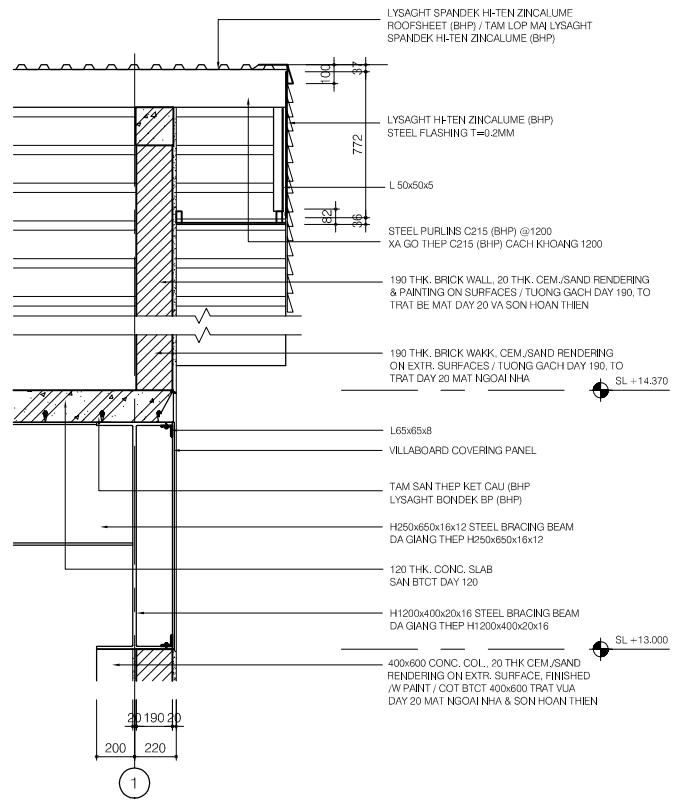 LYSAGHT SPANDEK HI-TEN ZINCALUME
ROOFSHEET (BHP) / TAM LOP MAI LYSAGHT
SPANDEK HI-TEN ZINCALUME (BHP)
100
37
LYSAGHT HI-TEN ZINCALUME (BHP)
STEEL FLASHING T=0.2MM
772
L 50x50x5
82
36
STEEL PURLINS C215 (BHP) @1200
XA GO THEP C215 (BHP) CACH KHOANG 1200
190 THK. BRICK WALL, 20 THK. CEM./SAND RENDERING
& PAINTING ON SURFACES / TUONG GACH DAY 190, TO
TRAT BE MAT DAY 20 VA SON HOAN THIEN
190 THK. BRICK WAKK, CEM./SAND RENDERING
ON EXTR. SURFACES / TUONG GACH DAY 190, TO
TRAT DAY 20 MAT NGOAI NHA
SL +14.370
L65x65x8
VILLABOARD COVERING PANEL
TAM SAN THEP KET CAU (BHP
LYSAGHT BONDEK BP (BHP)
H250x650x16x12 STEEL BRACING BEAM
DA GIANG THEP H250x650x16x12
120 THK. CONC. SLAB
SAN BTCT DAY 120
H1200x400x20x16 STEEL BRACING BEAM
DA GIANG THEP H1200x400x20x16
SL +13.000
400x600 CONC. COL., 20 THK CEM./SAND
RENDERING ON EXTR. SURFACE, FINISHED
/W PAINT / COT BTCT 400x600 TRAT VUA
DAY 20 MAT NGOAI NHA & SON HOAN THIEN
20 190 20
200 220
1